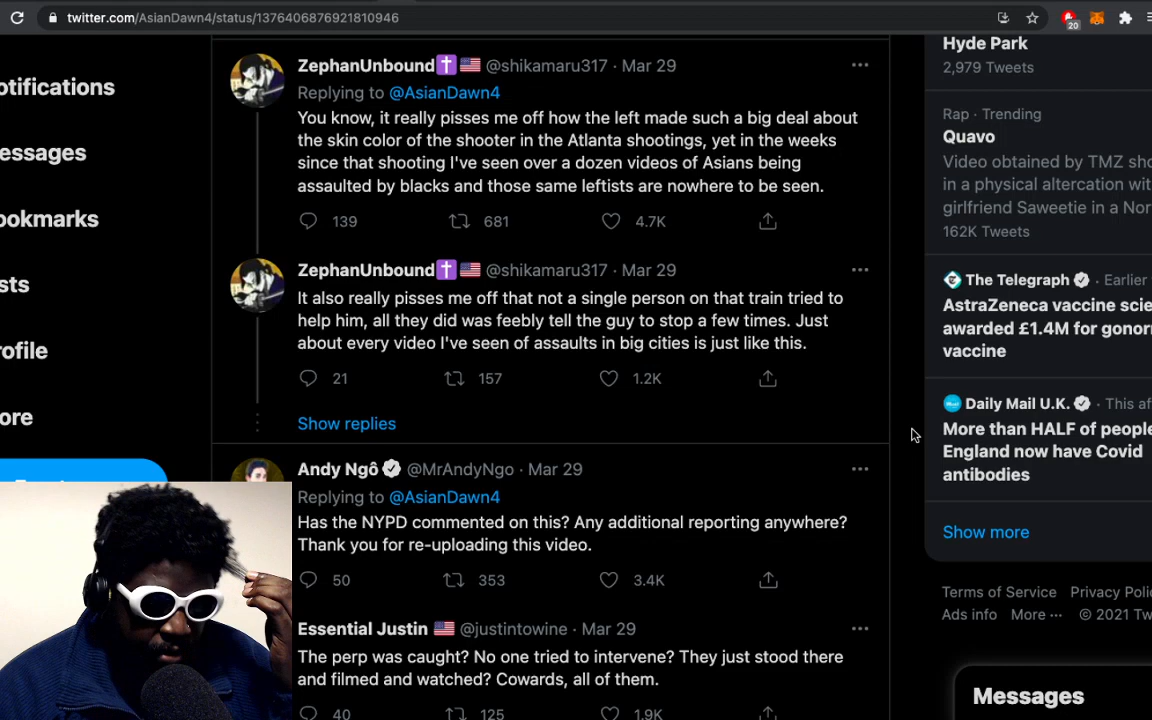 twitter.com/AsianDawn4/status/1376406876921810946
20
otifications
essages
ookmarks
sts
rofile
ore
ZephanUnbound✝️🇺🇸 @shikamaru317 · Mar 29
Replying to @AsianDawn4
You know, it really pisses me off how the left made such a big deal about
the skin color of the shooter in the Atlanta shootings, yet in the weeks
since that shooting I've seen over a dozen videos of Asians being
assaulted by blacks and those same leftists are nowhere to be seen.
139 681 4.7K
ZephanUnbound✝️🇺🇸 @shikamaru317 · Mar 29
It also really pisses me off that not a single person on that train tried to
help him, all they did was feebly tell the guy to stop a few times. Just
about every video I've seen of assaults in big cities is just like this.
21 157 1.2K
Show replies
Andy Ngô @MrAndyNgo · Mar 29
Replying to @AsianDawn4
Has the NYPD commented on this? Any additional reporting anywhere?
Thank you for re-uploading this video.
50 353 3.4K
Essential Justin 🇺🇸 @justintowine · Mar 29
The perp was caught? No one tried to intervene? They just stood there
and filmed and watched? Cowards, all of them.
40 125 1.9K
Hyde Park
2,979 Tweets
Rap · Trending
Quavo
Video obtained by TMZ sho
in a physical altercation wit
girlfriend Saweetie in a Nor
162K Tweets
The Telegraph · Earlier
AstraZeneca vaccine scie
awarded £1.4M for gonorr
vaccine
Daily Mail U.K. · This af
More than HALF of people
England now have Covid
antibodies
Show more
Terms of Service Privacy Poli
Ads info More ··· © 2021 Tw
Messages